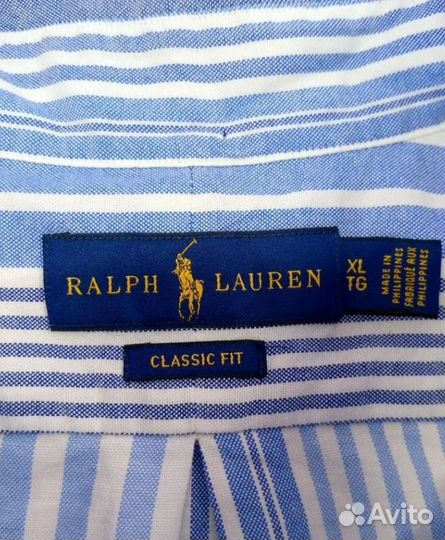 RALPH LAUREN
XL
TG
MADE IN
PHILIPPINES
FABRIQUÉ AUX
PHILIPPINES
CLASSIC FIT
Avito